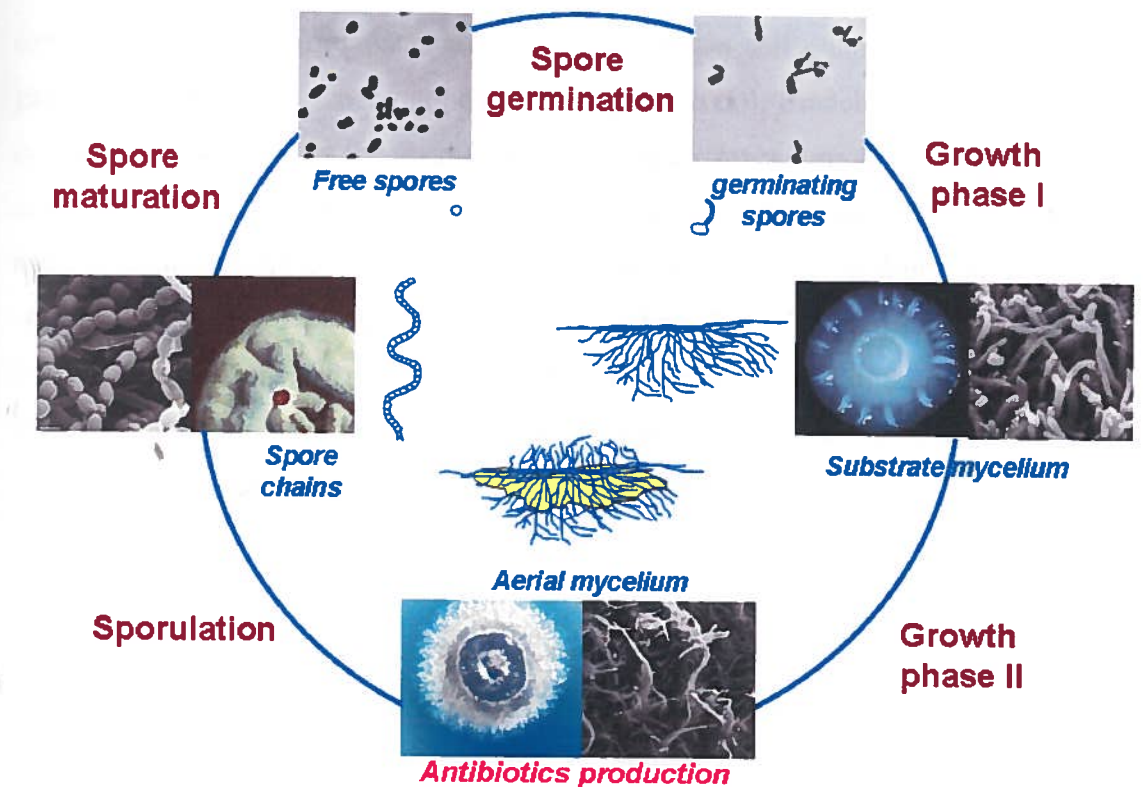 Spore
germination
Free spores
germinating
spores
Growth
phase I
Substrate mycelium
Growth
phase II
Aerial mycelium
Antibiotics production
Sporulation
Spore
chains
Spore
maturation